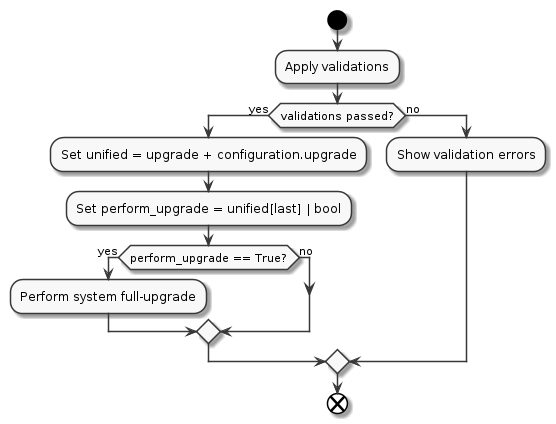 Apply validations
yes
validations passed?
no
Set unified = upgrade + configuration.upgrade
Show validation errors
Set perform_upgrade = unified[last] | bool
yes
perform_upgrade == True?
no
Perform system full-upgrade